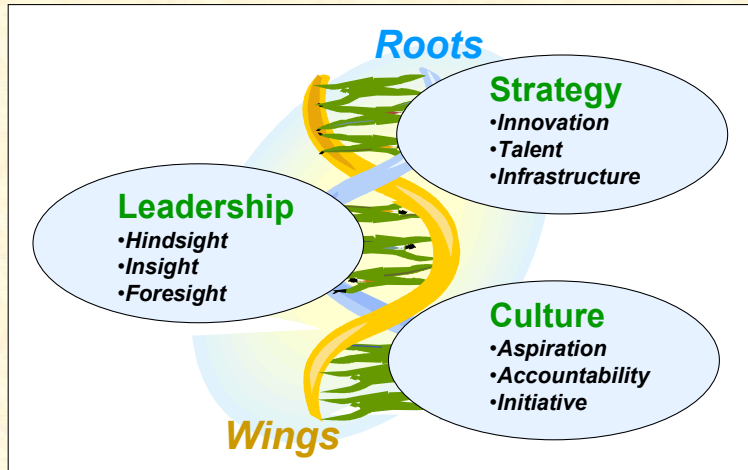 Roots
Strategy
•Innovation
•Talent
•Infrastructure
Leadership
•Hindsight
•Insight
•Foresight
Culture
•Aspiration
•Accountability
•Initiative
Wings